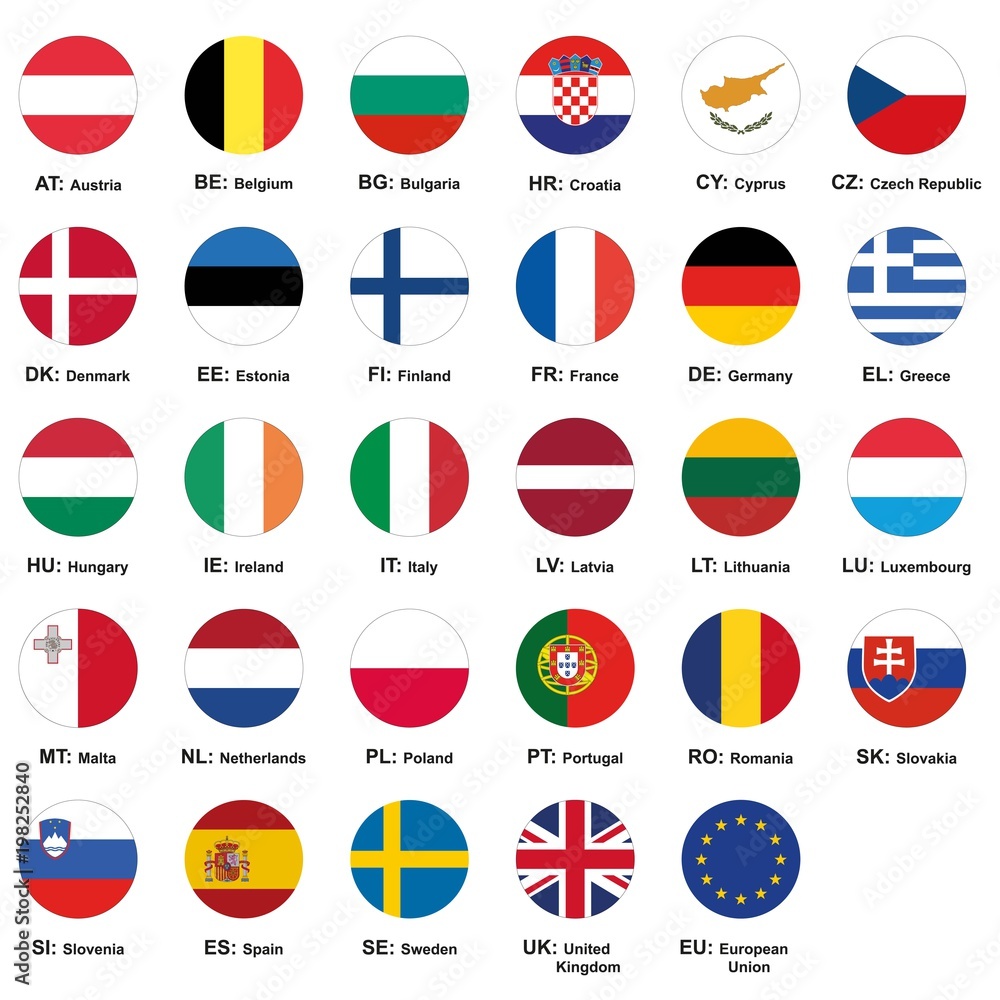 AT: Austria
BE: Belgium
BG: Bulgaria
HR: Croatia
CY: Cyprus
CZ: Czech Republic
DK: Denmark
EE: Estonia
FI: Finland
FR: France
DE: Germany
EL: Greece
HU: Hungary
IE: Ireland
IT: Italy
LV: Latvia
LT: Lithuania
LU: Luxembourg
MT: Malta
NL: Netherlands
PL: Poland
PT: Portugal
RO: Romania
SK: Slovakia
SI: Slovenia
ES: Spain
SE: Sweden
UK: United
Kingdom
EU: European
Union
Adobe Stock | #198252840